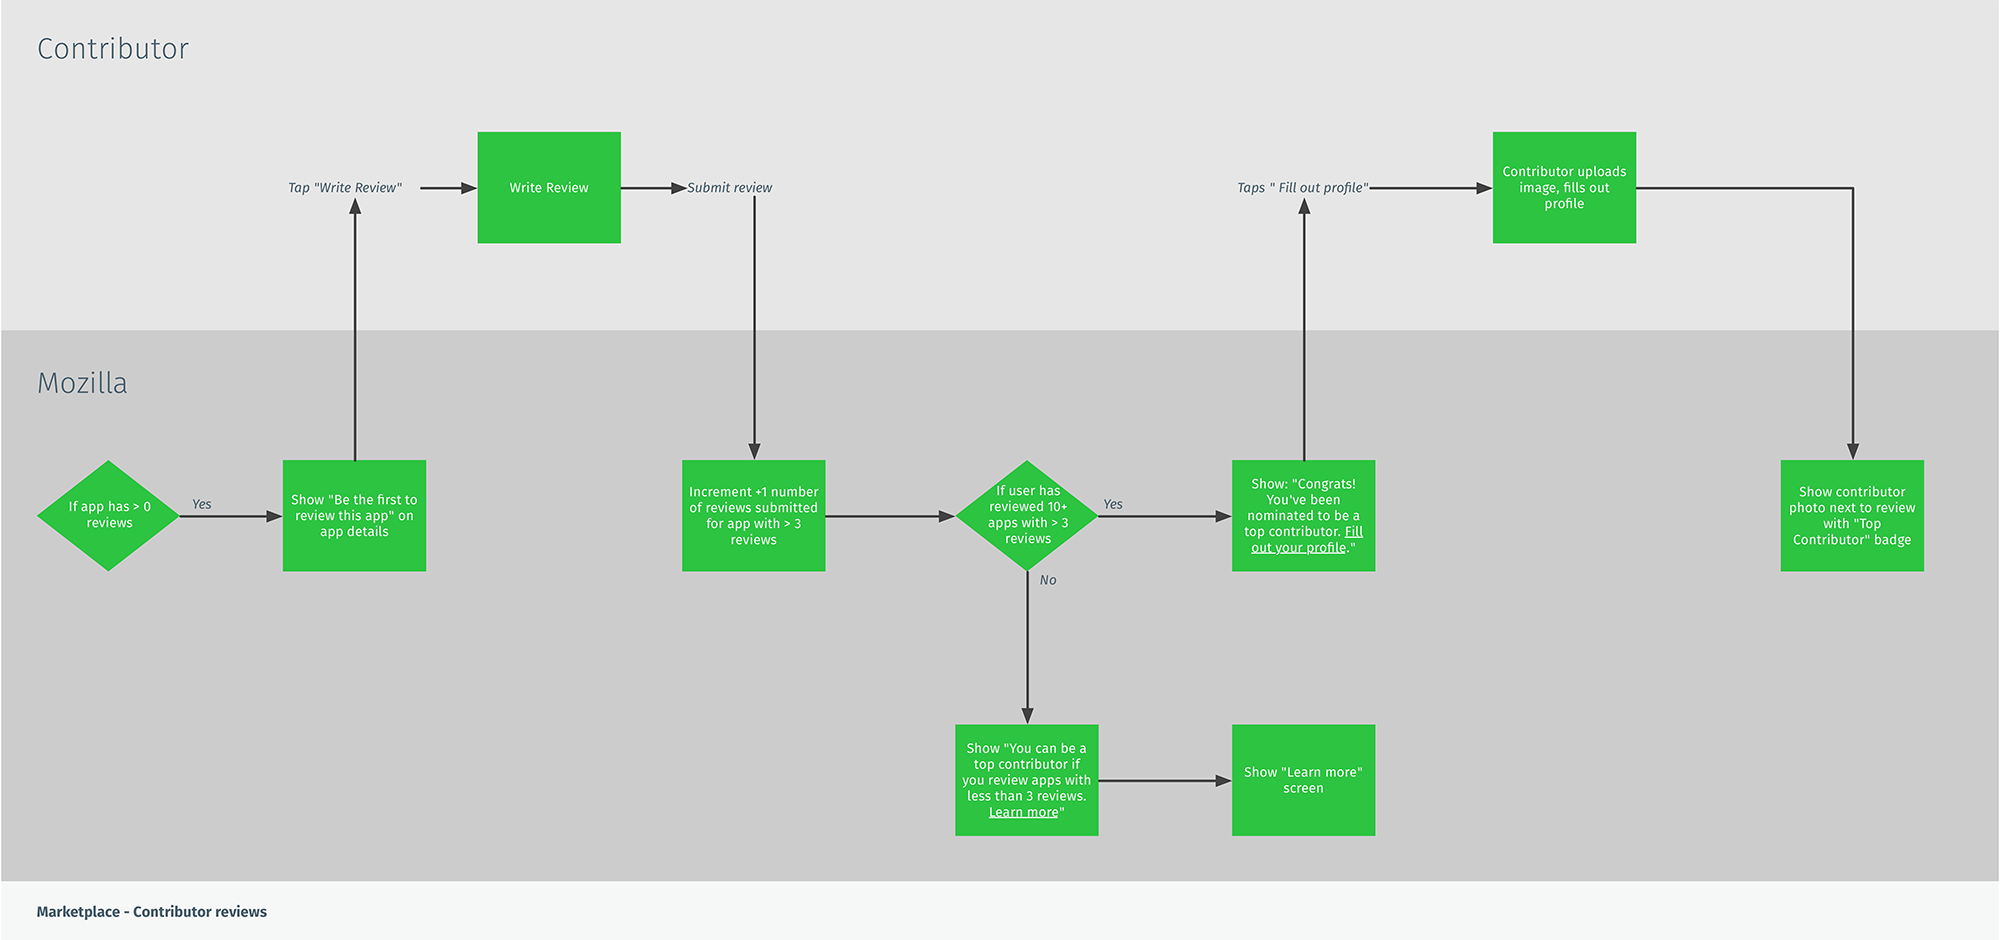 Contributor
Tap "Write Review"
Write Review
Submit review
Taps " Fill out profile"
Contributor uploads
image, fills out
profile
Mozilla
If app has > 0
reviews
Yes
Show "Be the first to
review this app" on
app details
Increment +1 number
of reviews submitted
for app with > 3
reviews
If user has
reviewed 10+
apps with > 3
reviews
Yes
No
Show: "Congrats!
You've been
nominated to be a
top contributor. Fill
out your profile."
Show contributor
photo next to review
with "Top
Contributor" badge
Show "You can be a
top contributor if
you review apps with
less than 3 reviews.
Learn more"
Show "Learn more"
screen
Marketplace - Contributor reviews